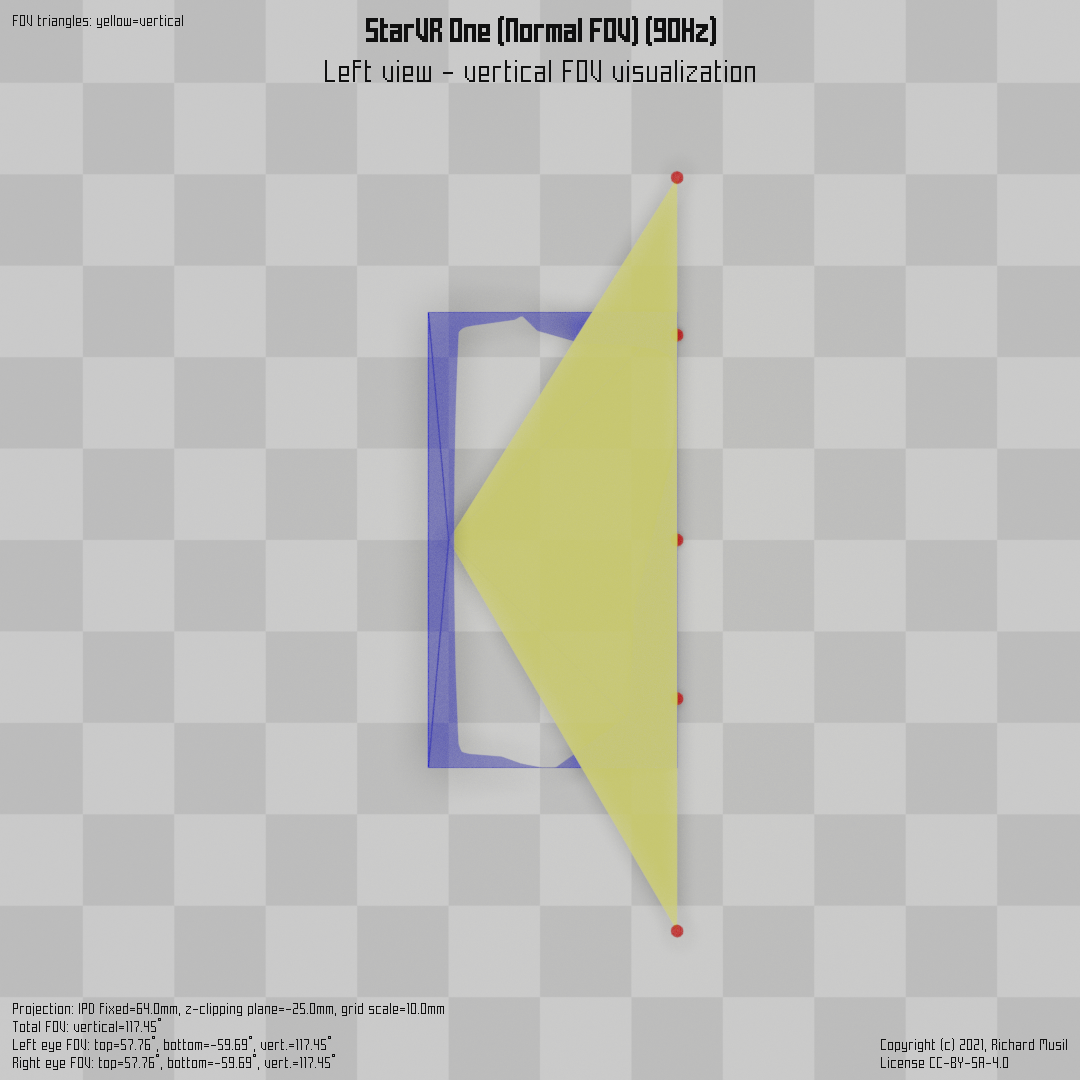 FOV triangles: yellow=vertical
StarVR One (Normal FOV) (90Hz)
Left view - vertical FOV visualization
Projection: IPD fixed=64.0mm, z-clipping plane=-25.0mm, grid scale=10.0mm
Total FOV: vertical=117.45°
Left eye FOV: top=57.76°, bottom=-59.69°, vert.=117.45°
Right eye FOV: top=57.76°, bottom=-59.69°, vert.=117.45°
Copyright (c) 2021, Richard Musil
License CC-BY-SA-4.0